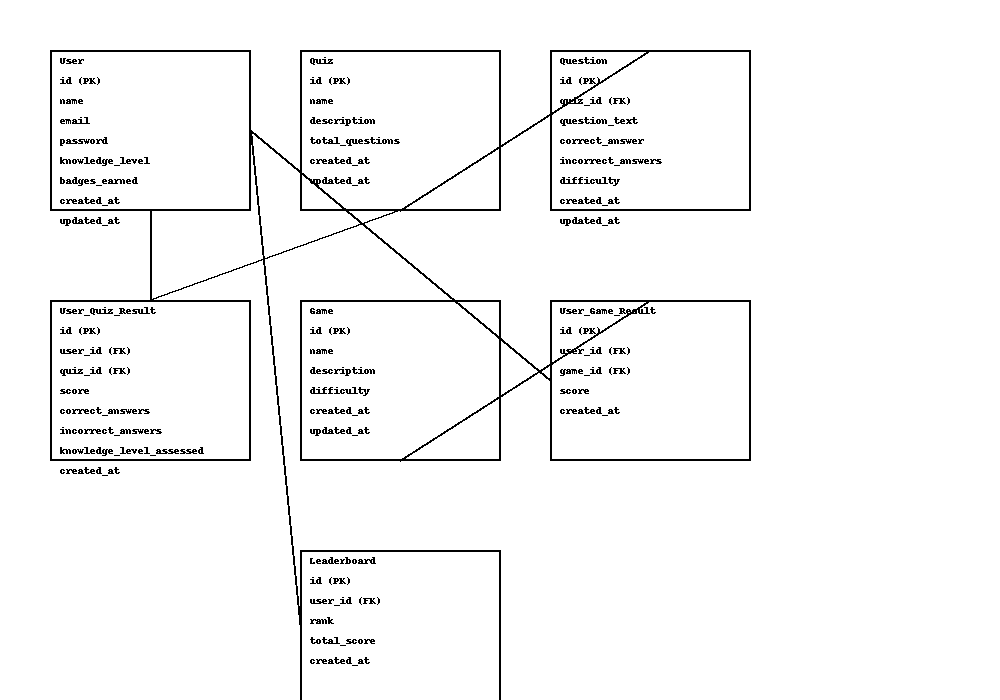 User
id (PK)
name
email
password
knowledge_level
badges_earned
created_at
updated_at
Quiz
id (PK)
name
description
total_questions
created_at
updated_at
Question
id (PK)
quiz_id (FK)
question_text
correct_answer
incorrect_answers
difficulty
created_at
updated_at
User_Quiz_Result
id (PK)
user_id (FK)
quiz_id (FK)
score
correct_answers
incorrect_answers
knowledge_level_assessed
created_at
Game
id (PK)
name
description
difficulty
created_at
updated_at
User_Game_Result
id (PK)
user_id (FK)
game_id (FK)
score
created_at
Leaderboard
id (PK)
user_id (FK)
rank
total_score
created_at